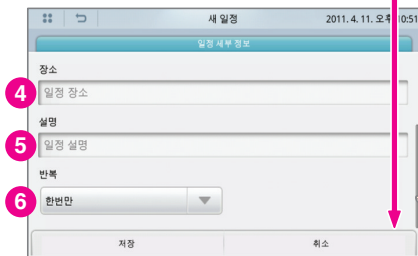 새 일정
2011. 4. 11. 오후 10:51
일정 세부 정보
장소
4 일정 장소
설명
5 일정 설명
반복
6 한번만
저장 취소